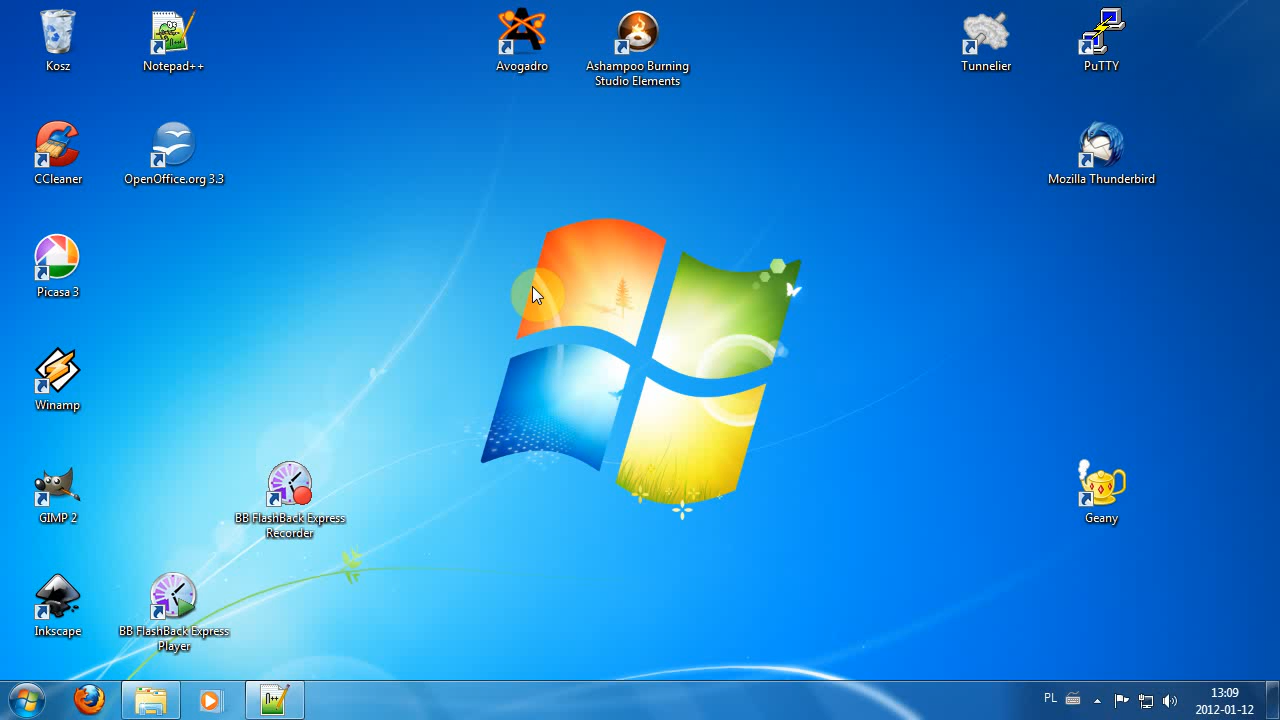 Kosz
Notepad++
Avogadro
Ashampoo Burning
Studio Elements
Tunnelier
PuTTY
CCleaner
OpenOffice.org 3.3
Mozilla Thunderbird
Picasa 3
Winamp
GIMP 2
BB FlashBack Express
Recorder
Geany
Inkscape
BB FlashBack Express
Player
PL
13:09
2012-01-12